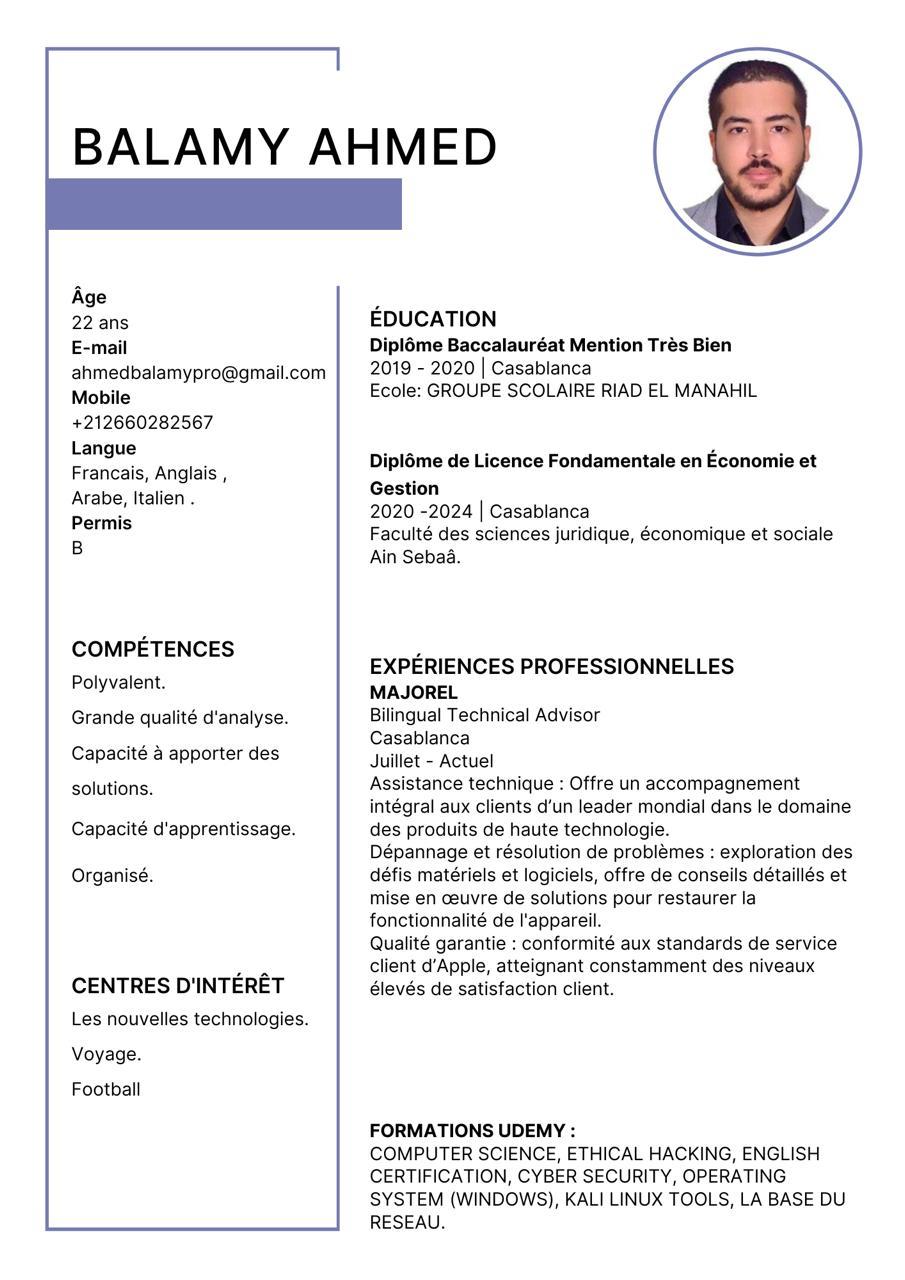 BALAMY AHMED
Âge
22 ans
E-mail
ahmedbalamypro@gmail.com
Mobile
+212660282567
Langue
Francais, Anglais ,
Arabe, Italien .
Permis
B
COMPÉTENCES
Polyvalent.
Grande qualité d'analyse.
Capacité à apporter des
solutions.
Capacité d'apprentissage.
Organisé.
CENTRES D'INTÉRÊT
Les nouvelles technologies.
Voyage.
Football
ÉDUCATION
Diplôme Baccalauréat Mention Très Bien
2019 - 2020 | Casablanca
Ecole: GROUPE SCOLAIRE RIAD EL MANAHIL
Diplôme de Licence Fondamentale en Économie et
Gestion
2020 -2024 | Casablanca
Faculté des sciences juridique, économique et sociale
Ain Sebaâ.
EXPÉRIENCES PROFESSIONNELLES
MAJOREL
Bilingual Technical Advisor
Casablanca
Juillet - Actuel
Assistance technique : Offre un accompagnement
intégral aux clients d’un leader mondial dans le domaine
des produits de haute technologie.
Dépannage et résolution de problèmes : exploration des
défis matériels et logiciels, offre de conseils détaillés et
mise en œuvre de solutions pour restaurer la
fonctionnalité de l'appareil.
Qualité garantie : conformité aux standards de service
client d’Apple, atteignant constamment des niveaux
élevés de satisfaction client.
FORMATIONS UDEMY :
COMPUTER SCIENCE, ETHICAL HACKING, ENGLISH
CERTIFICATION, CYBER SECURITY, OPERATING
SYSTEM (WINDOWS), KALI LINUX TOOLS, LA BASE DU
RESEAU.